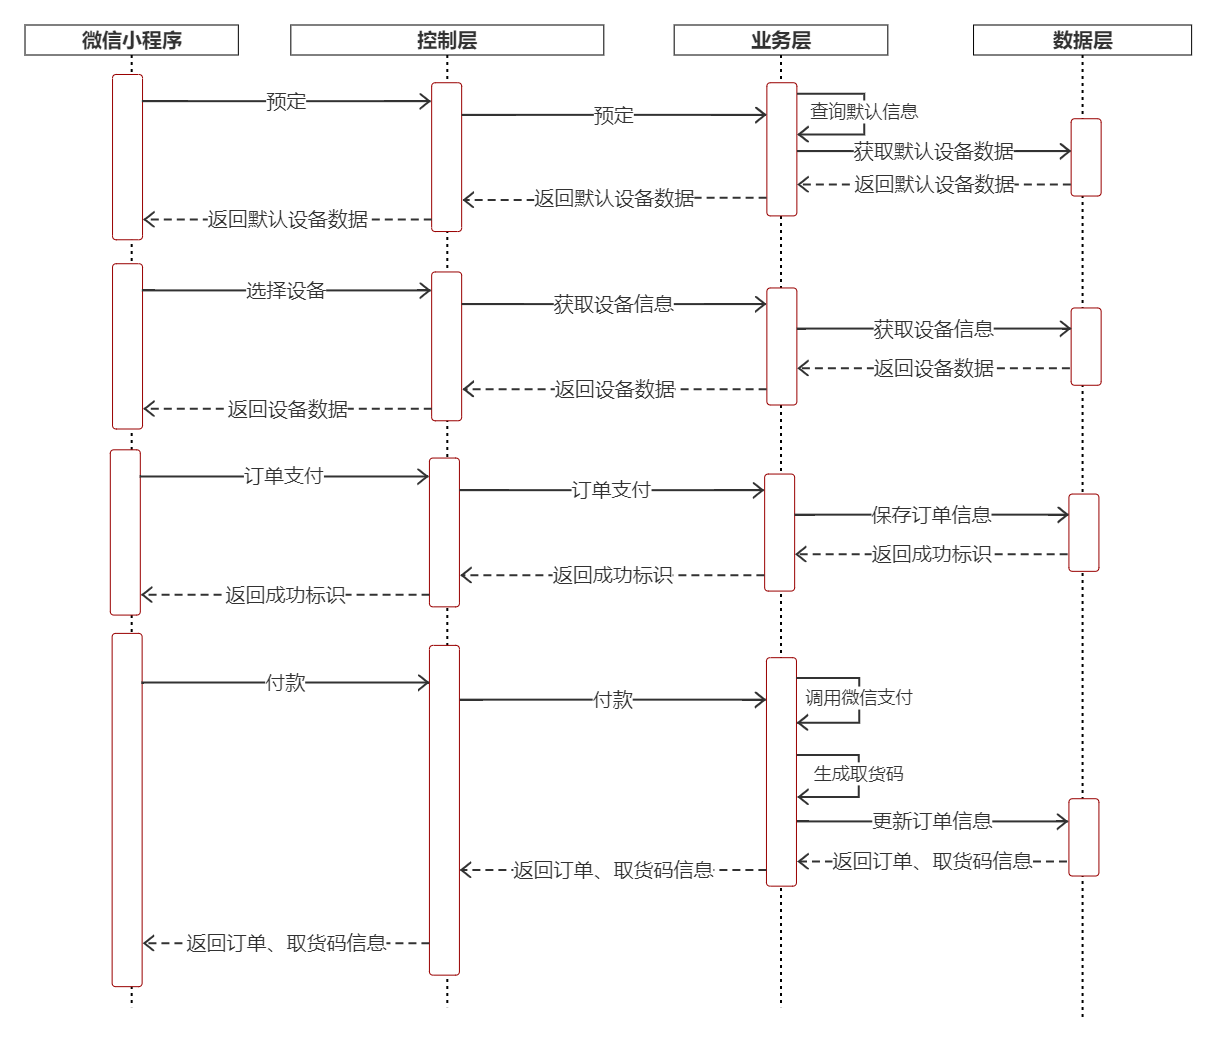 微信小程序
控制层
业务层
数据层
预定
预定
查询默认信息
获取默认设备数据
返回默认设备数据
返回默认设备数据
返回默认设备数据
选择设备
获取设备信息
获取设备信息
返回设备数据
返回设备数据
返回设备数据
订单支付
订单支付
保存订单信息
返回成功标识
返回成功标识
返回成功标识
付款
付款
调用微信支付
生成取货码
更新订单信息
返回订单、取货码信息
返回订单、取货码信息
返回订单、取货码信息